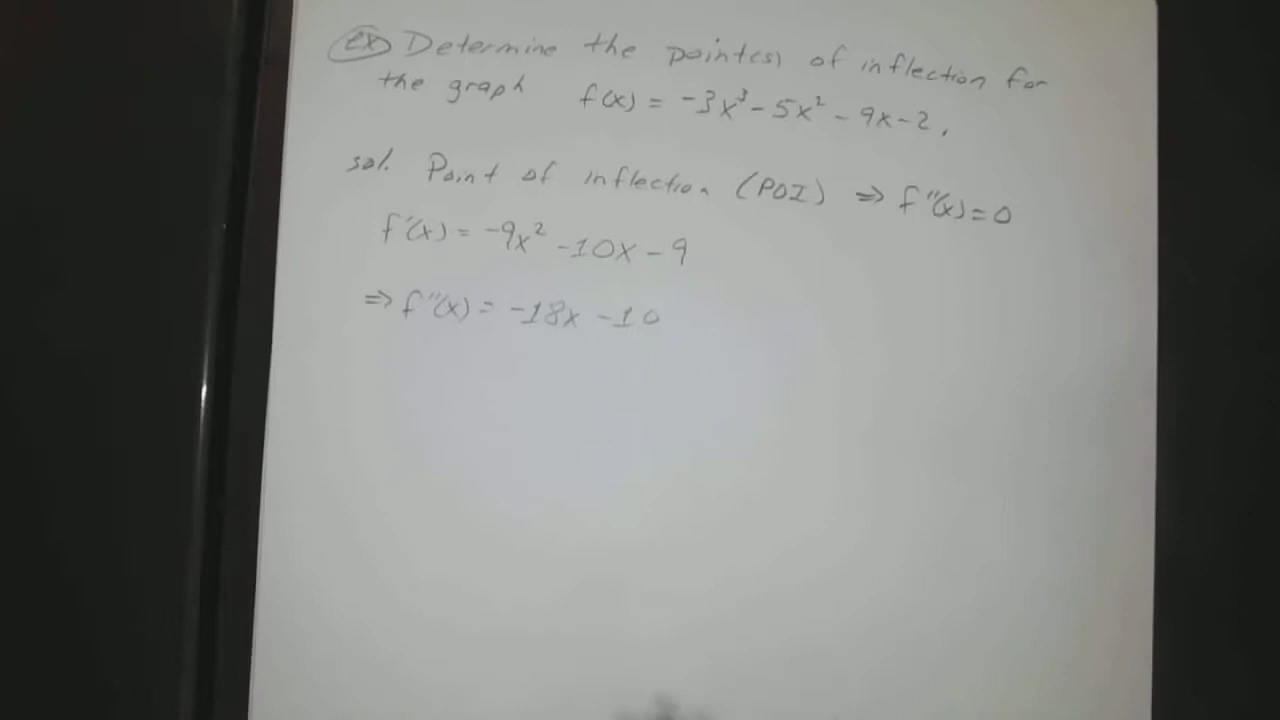 ex Determine the point(s) of inflection for
the graph f(x) = -3x³ - 5x² - 9x - 2.
sol. Point of inflection (POI) ⇒ f''(x) = 0
f'(x) = -9x² - 10x - 9
⇒ f''(x) = -18x - 10